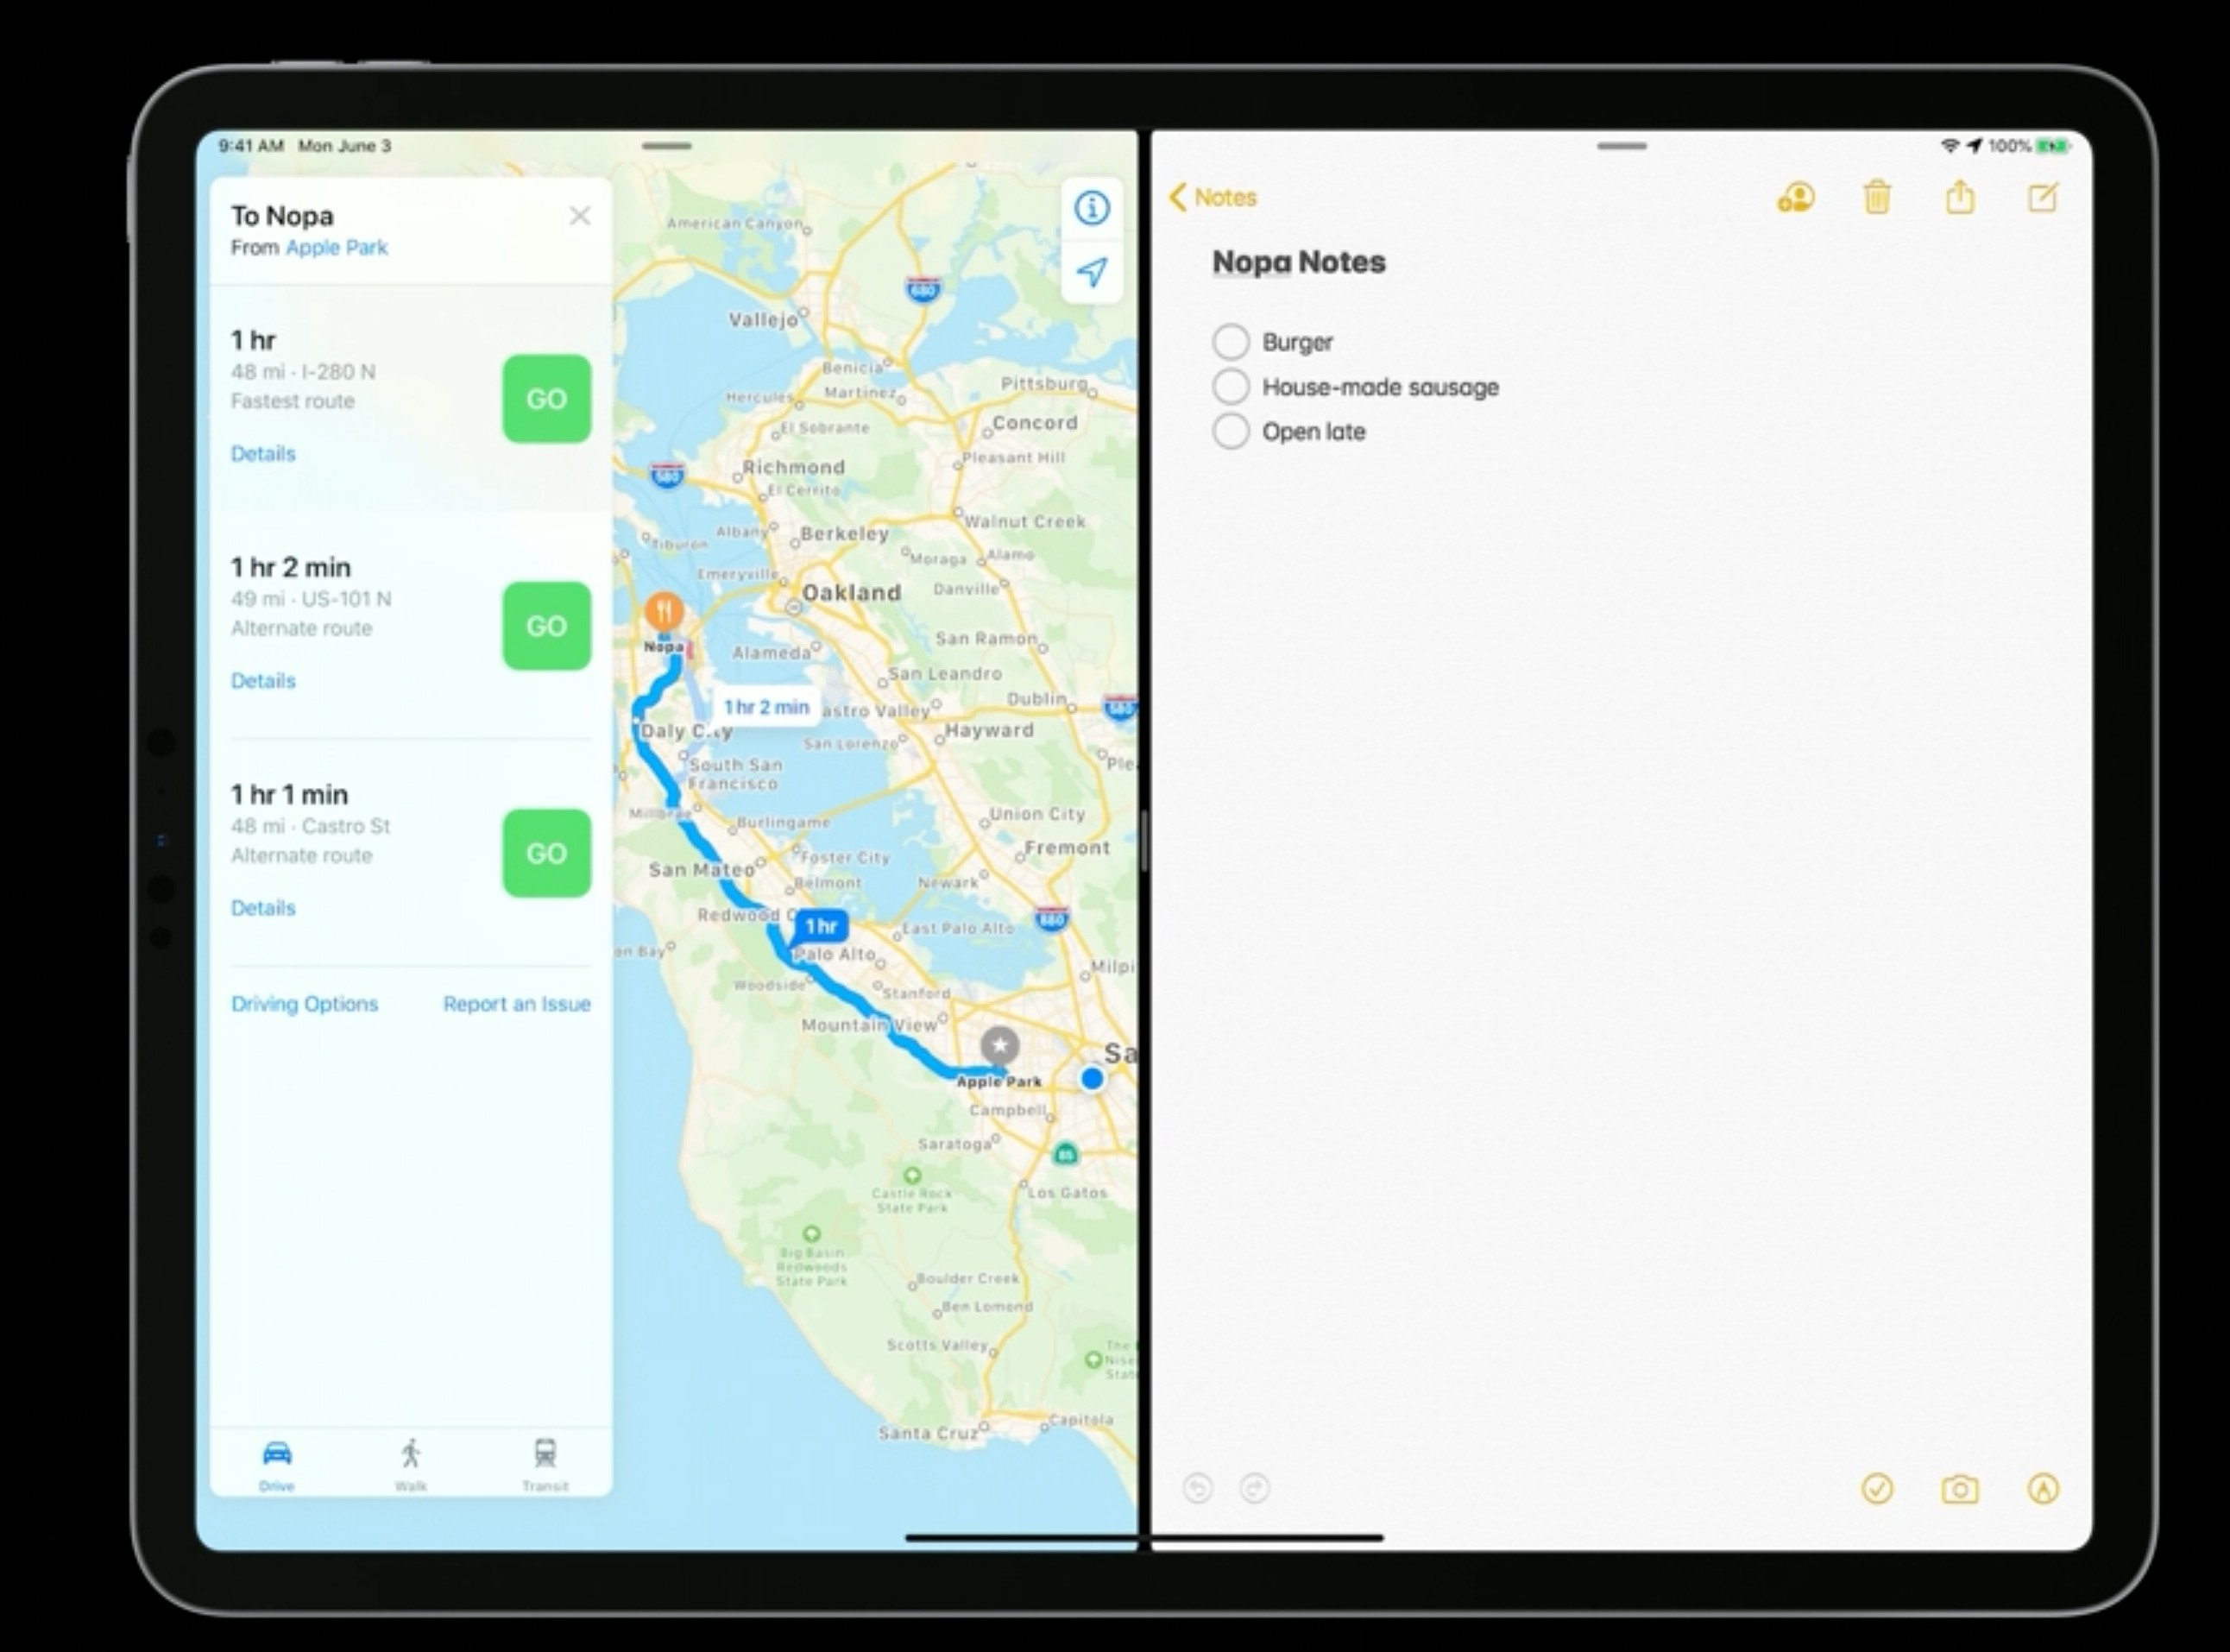 9:41 AM Mon June 3
To Nopa
From Apple Park
1 hr
48 mi · I-280 N
Fastest route
GO
Details
1 hr 2 min
49 mi · US-101 N
Alternate route
GO
Details
1 hr 1 min
48 mi · Castro St
Alternate route
GO
Details
Driving Options
Report an Issue
Drive
Walk
Transit
American Canyon
680
Vallejo
Benicia
Hercules
Martinez
Pittsburg
El Sobrante
Concord
Richmond
Pleasant Hill
580
El Cerrito
Albany
Berkeley
Walnut Creek
Tiburon
Moraga
Alamo
Emeryville
Oakland
Danville
Nopa
Alameda
San Ramon
San Leandro
1 hr 2 min
astro Valley
Dublin
580
Daly City
San Lorenzo
Hayward
South San
Francisco
Ple
Millbrae
Burlingame
Union City
San Mateo
Foster City
Fremont
Belmont
Newark
Redwood C
1 hr
East Palo Alto
880
on Bay
Palo Alto
Milpi
Woodside
Stanford
Mountain View
Sa
Apple Park
Campbell
Saratoga
85
Castle Rock
State Park
Los Gatos
Big Basin
Redwoods
State Park
Boulder Creek
Ben Lomond
Scotts Valley
The
Nise
Stat
Santa Cruz
Capitola
100%
Notes
Nopa Notes
Burger
House-made sausage
Open late